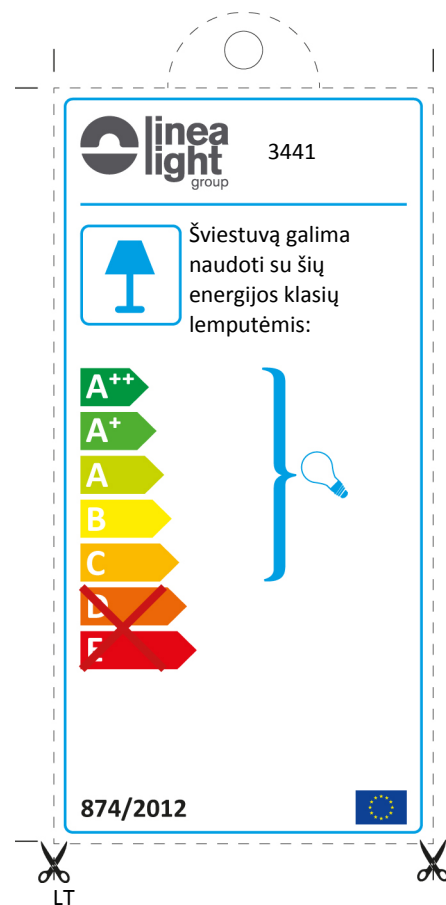 linea
light
group
3441
Šviestuvą galima
naudoti su šių
energijos klasių
lemputėmis:
A++
A+
A
B
C
D
E
874/2012
LT